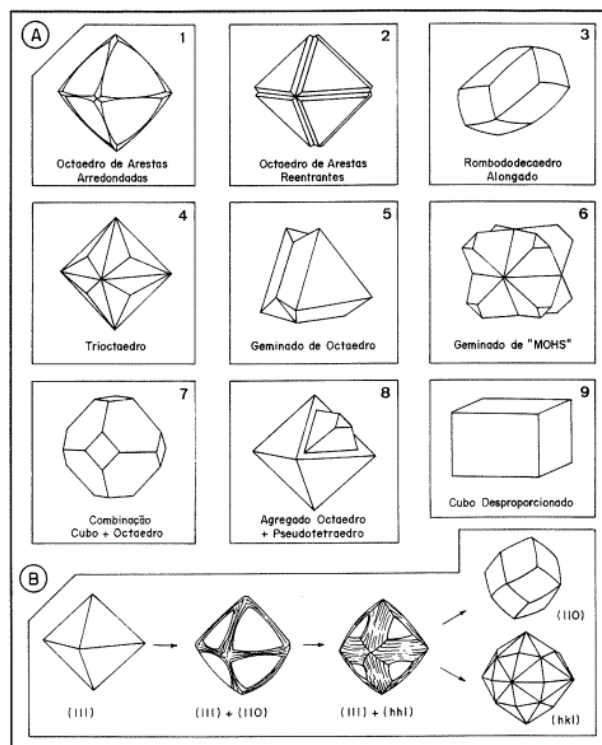 A
1
Octaedro de Arestas
Arredondadas
2
Octaedro de Arestas
Reentrantes
3
Rombododecaedro
Alongado
4
Trioctaedro
5
Geminado de Octaedro
6
Geminado de "MOHS"
7
Combinação
Cubo + Octaedro
8
Agregado Octaedro
+ Pseudotetraedro
9
Cubo Desproporcionado
B
(111)
(111) + (110)
(111) + (hhl)
(110)
(hkl)